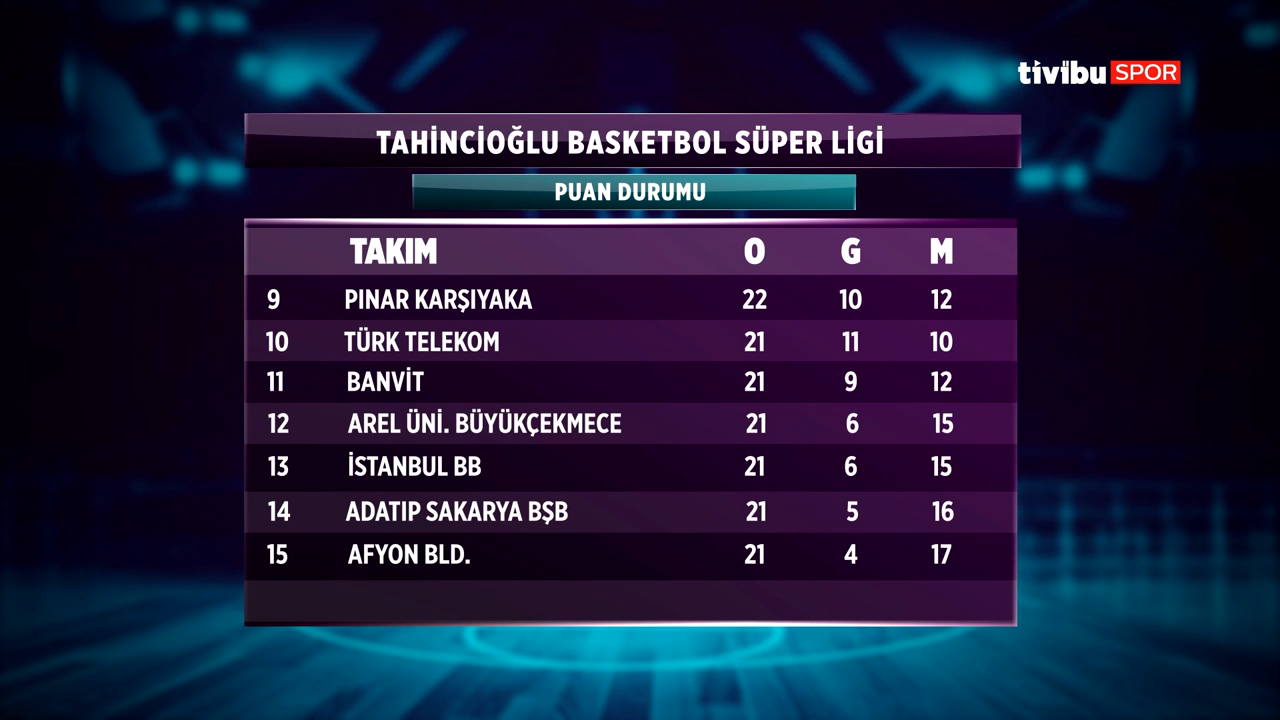 tivibu SPOR
TAHİNCİOĞLU BASKETBOL SÜPER LİGİ
PUAN DURUMU
TAKIM O G M
9 PINAR KARŞIYAKA 22 10 12
10 TÜRK TELEKOM 21 11 10
11 BANVİT 21 9 12
12 AREL ÜNİ. BÜYÜKÇEKMECE 21 6 15
13 İSTANBUL BB 21 6 15
14 ADATIP SAKARYA BŞB 21 5 16
15 AFYON BLD. 21 4 17